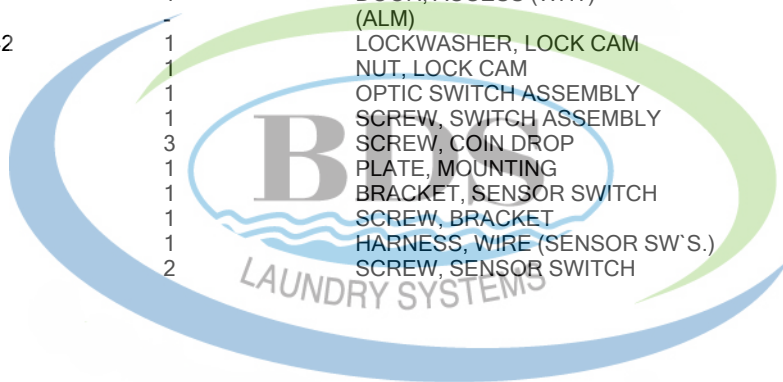 - (ALM)
2 1 LOCKWASHER, LOCK CAM
1 NUT, LOCK CAM
1 OPTIC SWITCH ASSEMBLY
1 SCREW, SWITCH ASSEMBLY
3 SCREW, COIN DROP
1 PLATE, MOUNTING
1 BRACKET, SENSOR SWITCH
1 SCREW, BRACKET
1 HARNESS, WIRE (SENSOR SW`S.)
2 SCREW, SENSOR SWITCH
BDS
LAUNDRY SYSTEMS